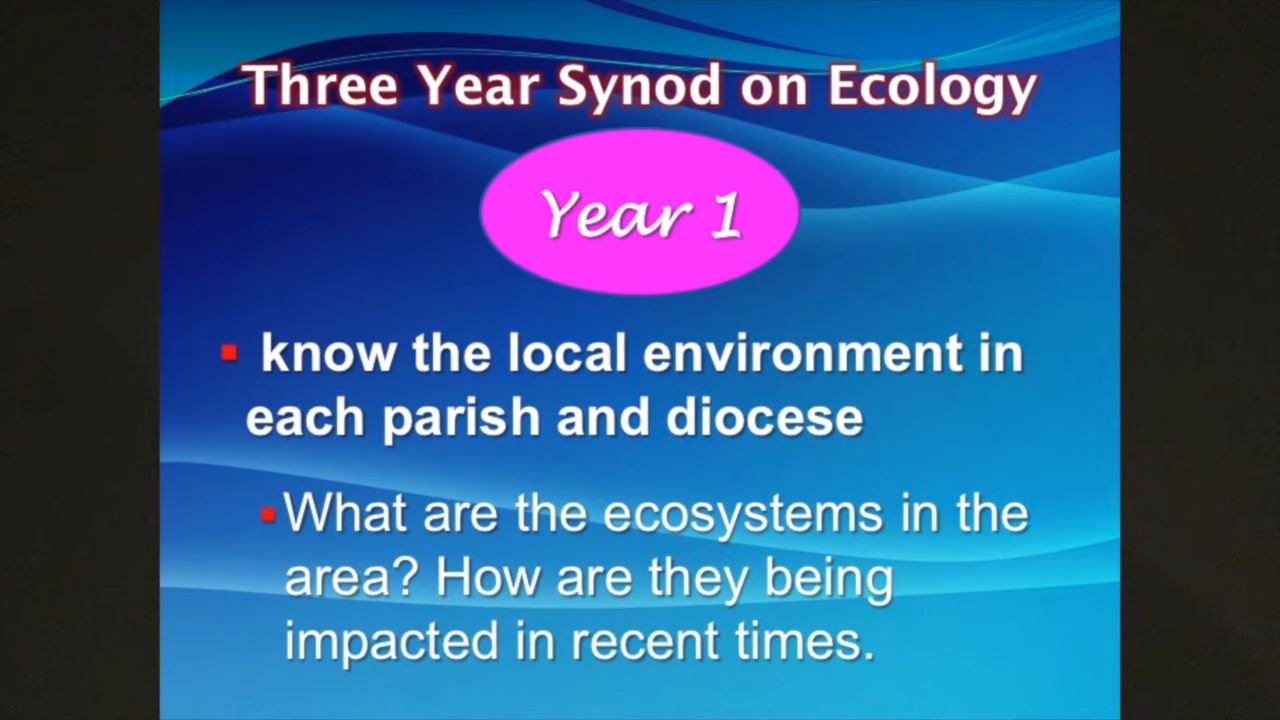 Three Year Synod on Ecology
Year 1
know the local environment in
each parish and diocese
What are the ecosystems in the
area? How are they being
impacted in recent times.